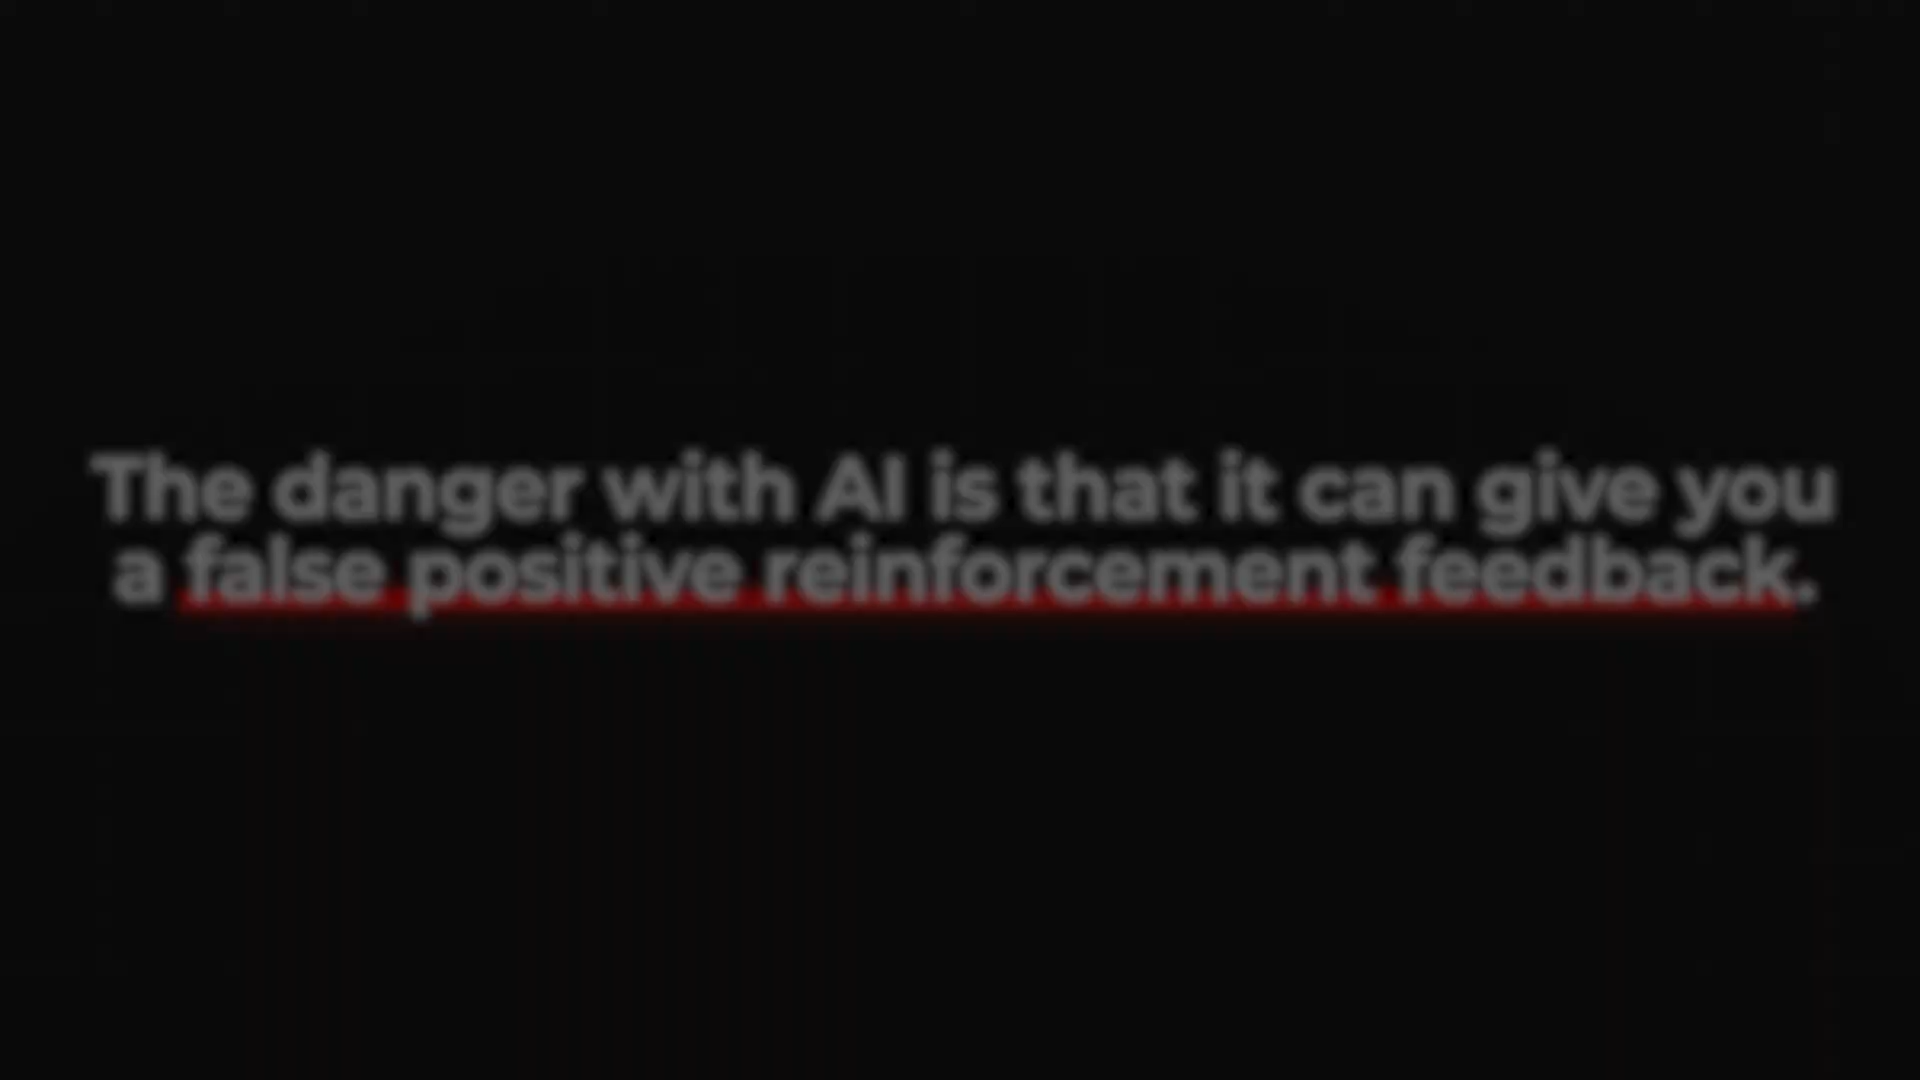 The danger with AI is that it can give you
a false positive reinforcement feedback.